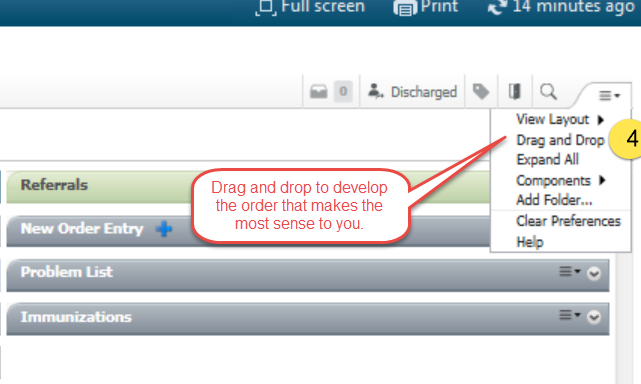 Full screen Print 14 minutes ago
0 Discharged
View Layout
Drag and Drop
4
Expand All
Components
Add Folder...
Clear Preferences
Help
Drag and drop to develop
the order that makes the
most sense to you.
Referrals
New Order Entry
Problem List
Immunizations